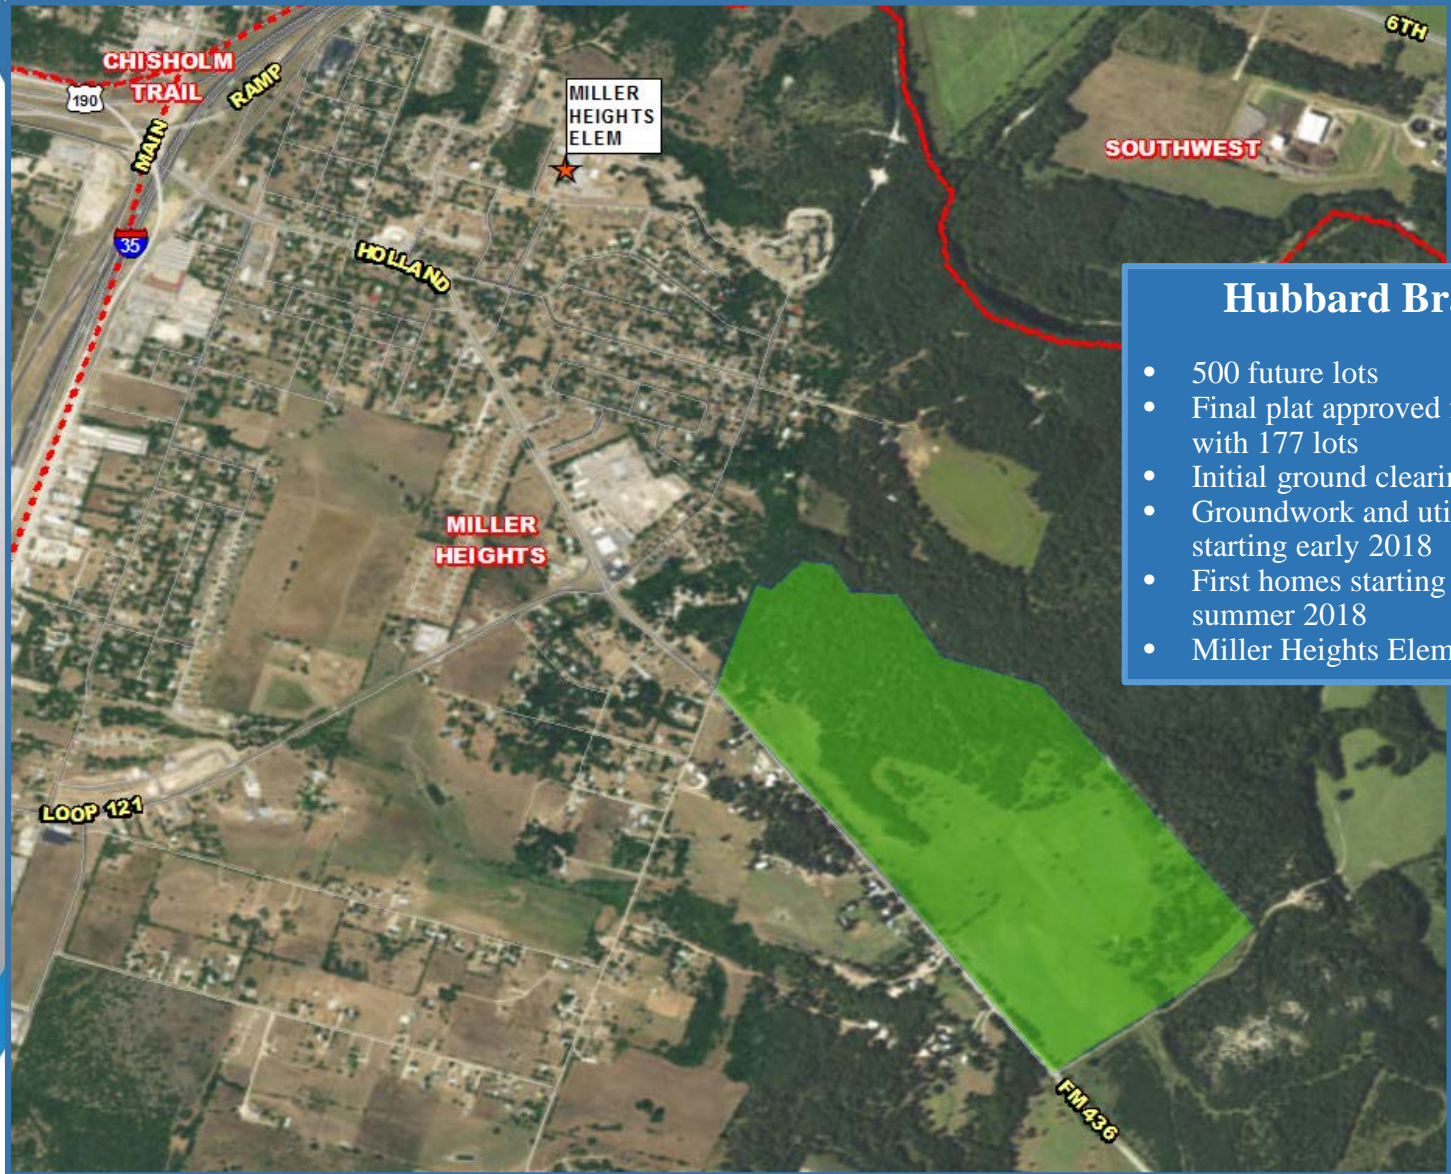 6TH
CHISHOLM
TRAIL
190
RAMP
MAIN
MILLER
HEIGHTS
ELEM
SOUTHWEST
35
HOLLAND
Hubbard Br
• 500 future lots
• Final plat approved
with 177 lots
• Initial ground clearin
• Groundwork and uti
starting early 2018
• First homes starting
summer 2018
• Miller Heights Elem
MILLER
HEIGHTS
LOOP 121
FM 436